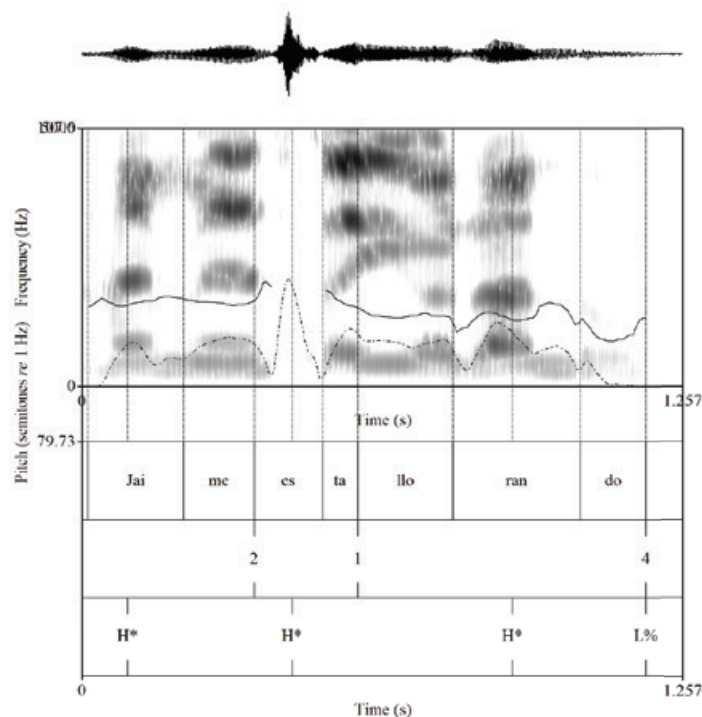 Pitch (semitones re 1 Hz) Frequency (Hz)
0
0 1.257
Time (s)
79.73
Jai me es ta llo ran do
2 1 4
H* H* H* L%
0 1.257
Time (s)